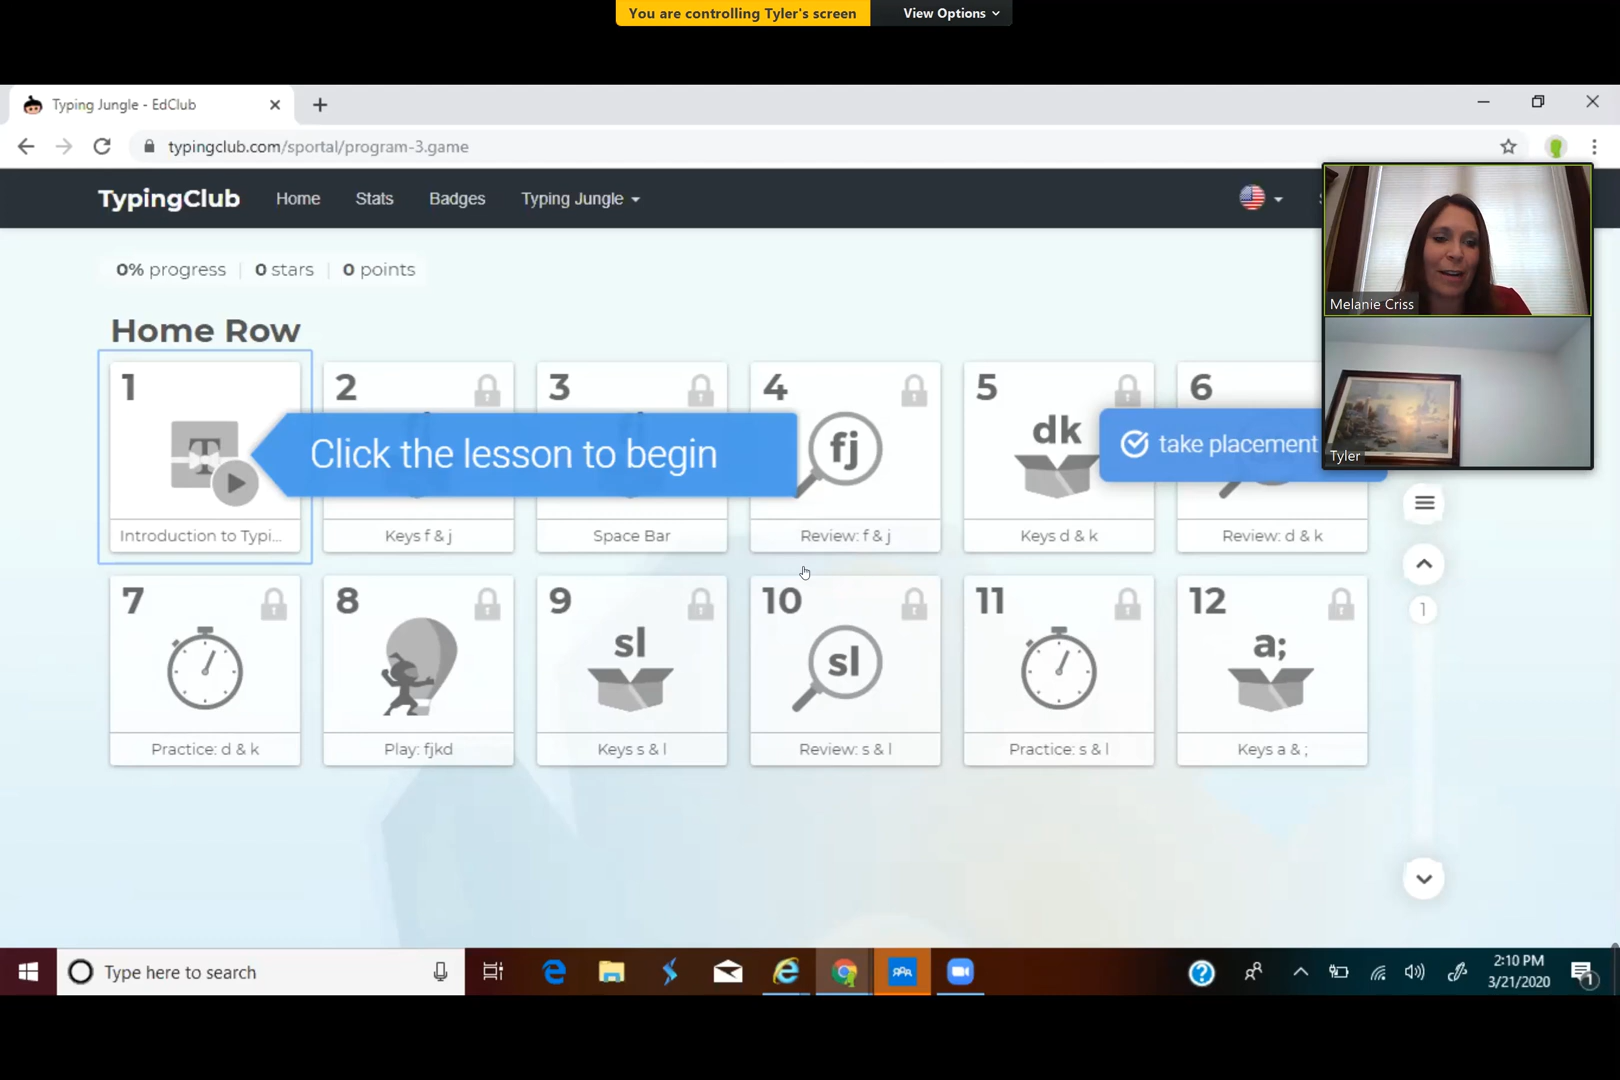 You are controlling Tyler's screen
View Options
Typing Jungle - EdClub
typingclub.com/sportal/program-3.game
TypingClub Home Stats Badges Typing Jungle
Melanie Criss
Tyler
0% progress 0 stars 0 points
Home Row
1 2 3 4 5 6
T fj dk
Click the lesson to begin
take placement
Introduction to Typi... Keys f & j Space Bar Review: f & j Keys d & k Review: d & k
1
7 8 9 10 11 12
sl sl a;
Practice: d & k Play: fjkd Keys s & l Review: s & l Practice: s & l Keys a & ;
Type here to search
2:10 PM
3/21/2020
1